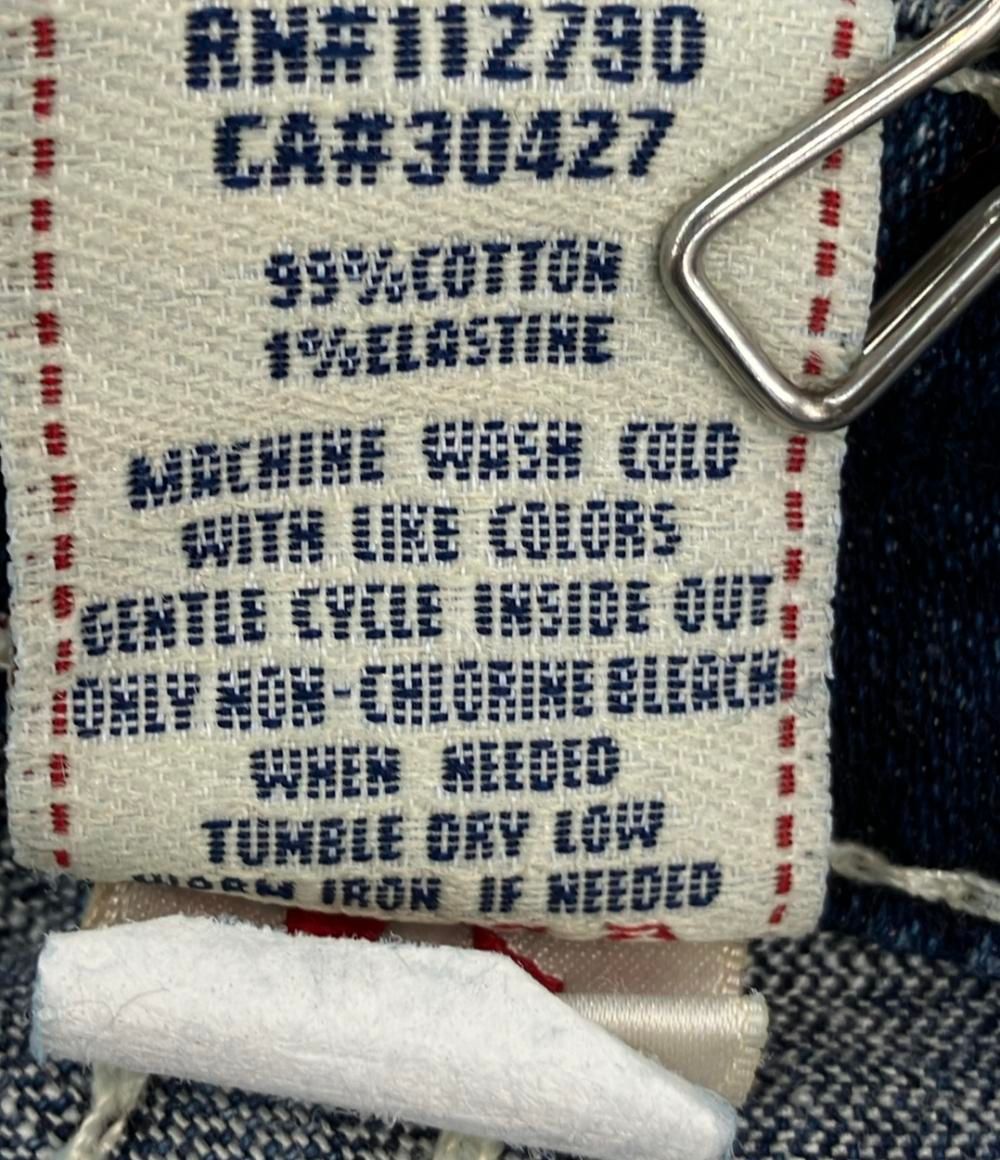 RN#112790
CA#30427
99%COTTON
1%ELASTINE
MACHINE WASH COLD
WITH LIKE COLORS
GENTLE CYCLE INSIDE OUT
ONLY NON-CHLORINE BLEACH
WHEN NEEDED
TUMBLE DRY LOW
WARM IRON IF NEEDED